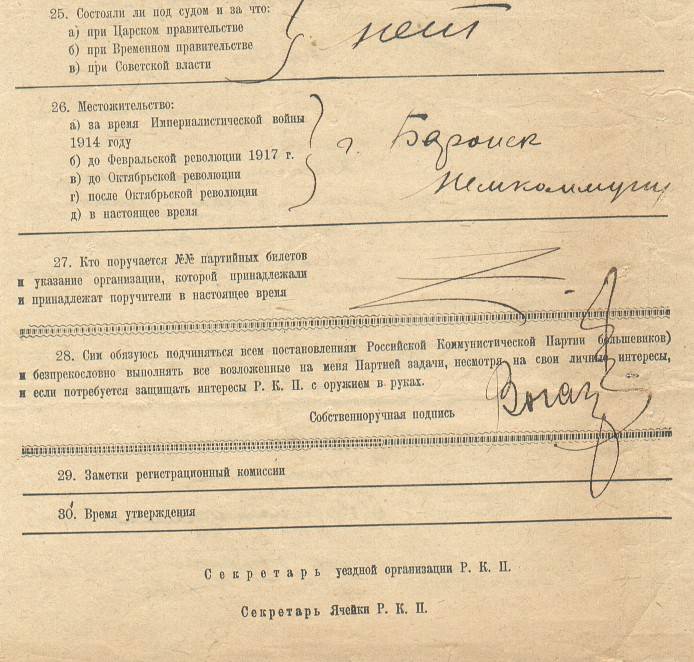 25. Состояли ли под судом и за что:
а) при Царском правительстве
б) при Временном правительстве
в) при Советской власти
нет
26. Местожительство:
а) за время Империалистической войны
1914 году
б) до Февральской революции 1917 г.
в) до Октябрьской революции
г) после Октябрьской революции
д) в настоящее время
г. Баронск
Немкоммуны
27. Кто поручается №№ партийных билетов
и указание организации, которой принадлежали
и принадлежат поручители в настоящее время
28. Сим обязуюсь подчиняться всем постановлениям Российской Коммунистической Партии большевиков)
и безпрекословно выполнять все возложенные на меня Партией задачи, несмотря на свои личные интересы,
и если потребуется защищать интересы Р. К. П. с оружием в руках.
Собственноручная подпись
29. Заметки регистрационный комиссии
30. Время утверждения
Секретарь уездной организации Р. К. П.
Секретарь Ячейки Р. К. П.